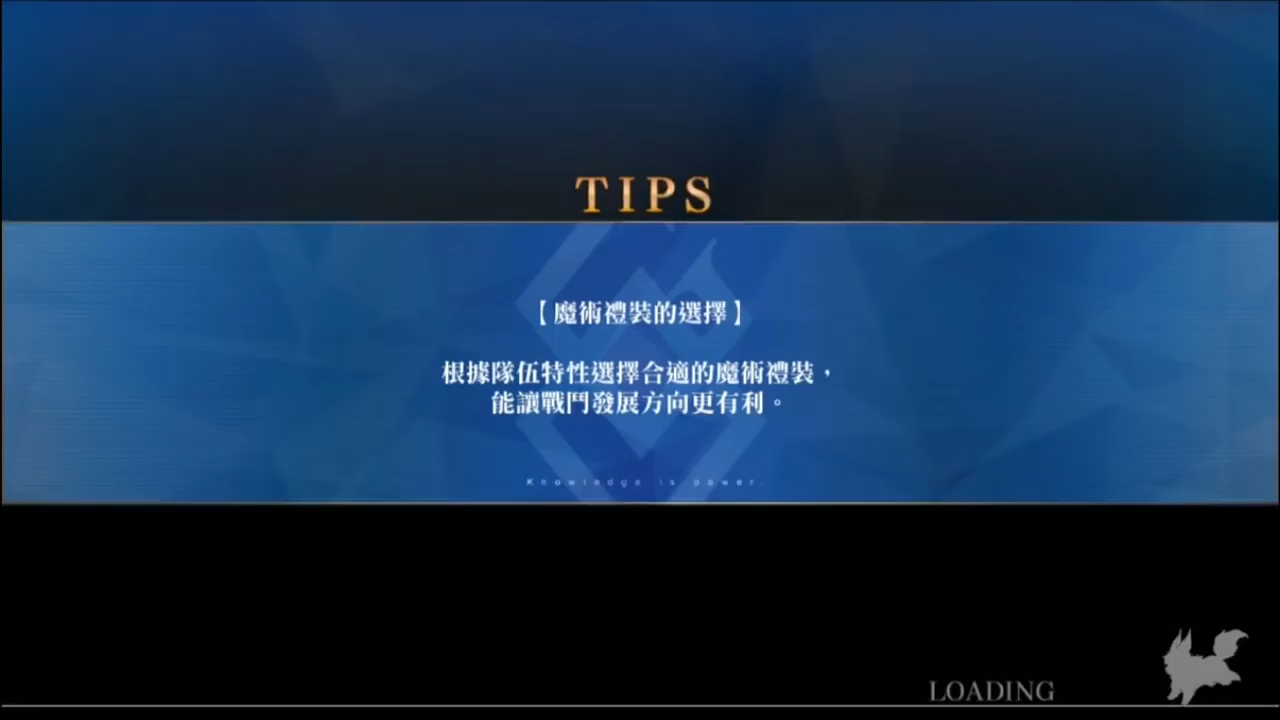 TIPS
【魔術禮裝的選擇】
根據隊伍特性選擇合適的魔術禮裝，
能讓戰鬥發展方向更有利。
Knowledge is power.
LOADING